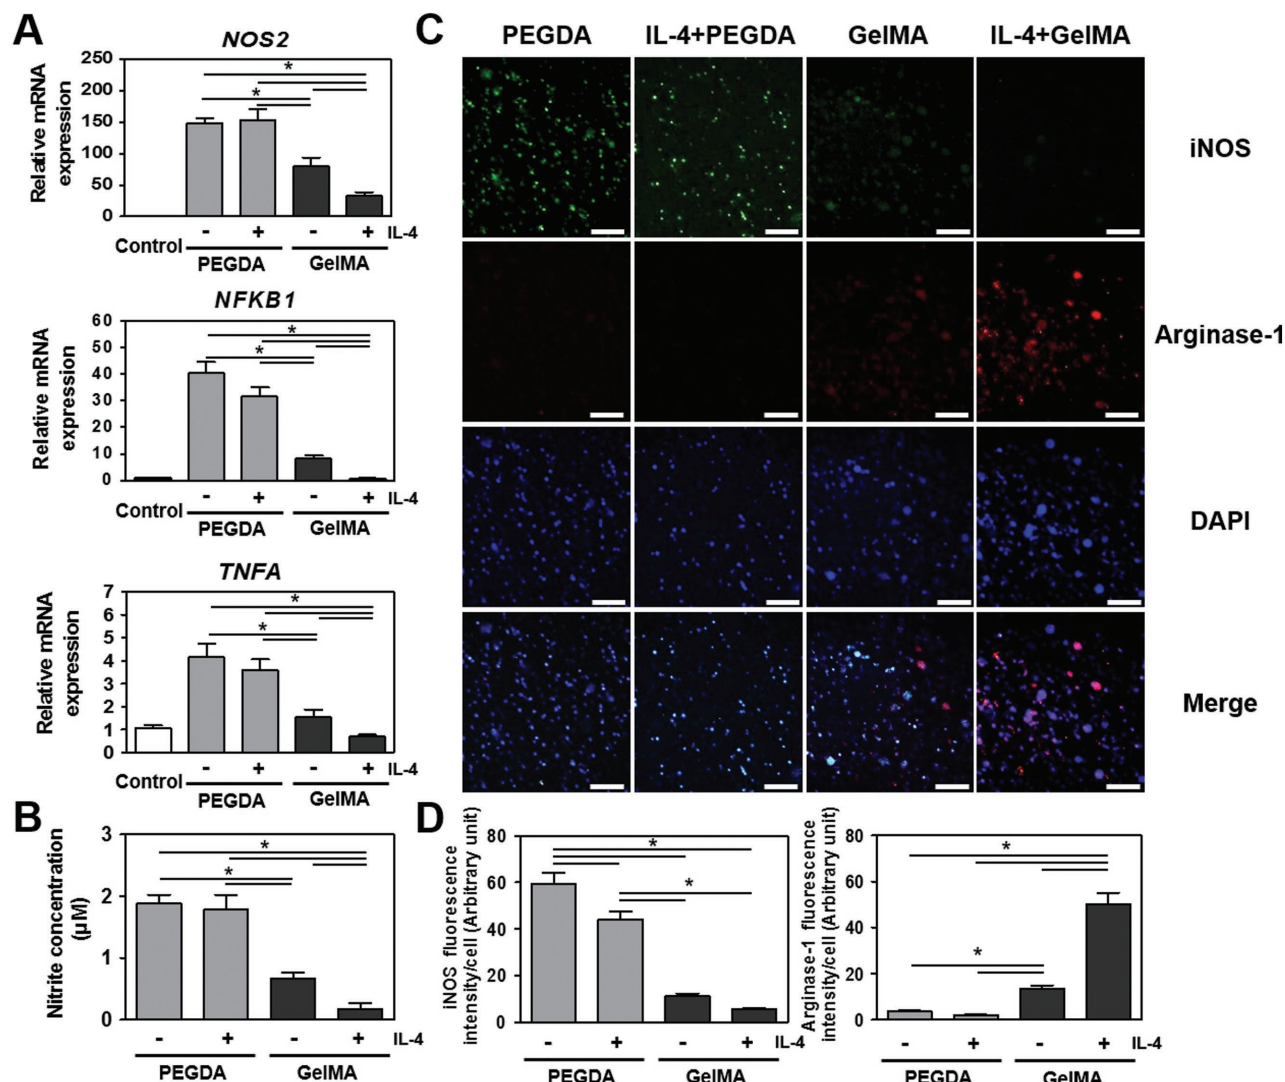 A
NOS2
Relative mRNA
expression
250
200
150
100
50
0
*
*
- + - + IL-4
Control
PEGDA GelMA
NFKB1
Relative mRNA
expression
60
50
40
30
20
10
0
*
*
- + - + IL-4
Control
PEGDA GelMA
TNFA
Relative mRNA
expression
7
6
5
4
3
2
1
0
*
*
- + - + IL-4
Control
PEGDA GelMA
B
Nitrite concentration
(µM)
3
2
1
0
*
*
- + - + IL-4
PEGDA GelMA
C
PEGDA IL-4+PEGDA GelMA IL-4+GelMA
iNOS
Arginase-1
DAPI
Merge
D
iNOS fluorescence
intensity/cell (Arbitrary unit)
80
60
40
20
0
*
*
- + - + IL-4
PEGDA GelMA
Arginase-1 fluorescence
intensity/cell (Arbitrary unit)
80
60
40
20
0
*
*
- + - + IL-4
PEGDA GelMA